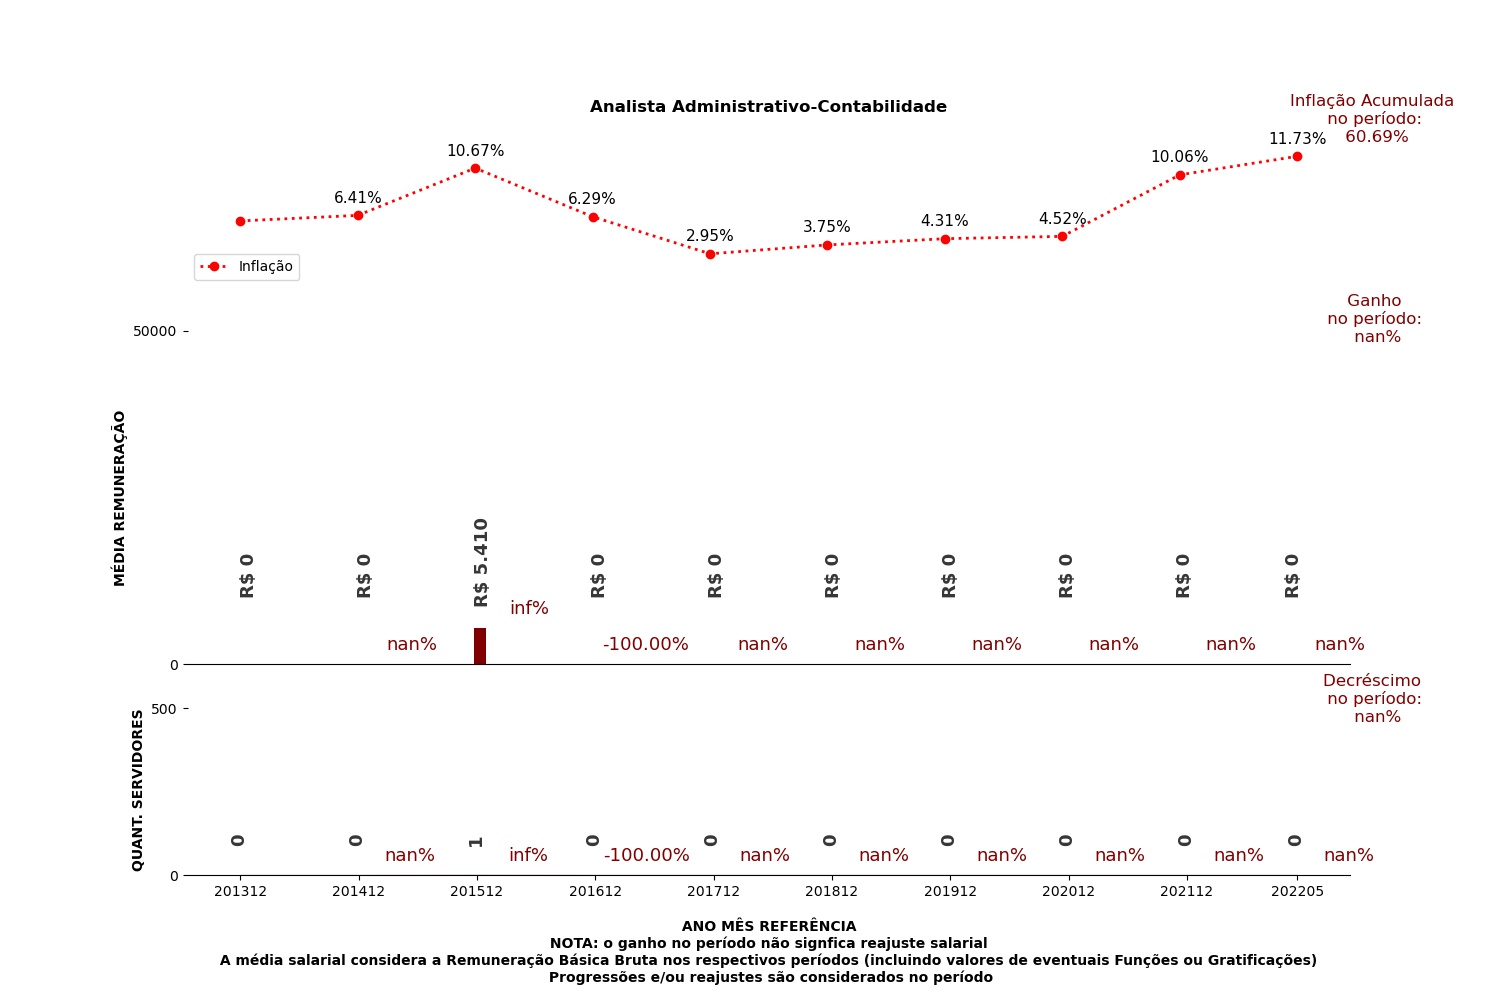 Analista Administrativo-Contabilidade
Inflação Acumulada
no período:
60.69%
6.41%
10.67%
6.29%
2.95%
3.75%
4.31%
4.52%
10.06%
11.73%
Inflação
Ganho
no período:
nan%
50000
0
MÉDIA REMUNERAÇÃO
R$ 0
R$ 0
R$ 5.410
R$ 0
R$ 0
R$ 0
R$ 0
R$ 0
R$ 0
R$ 0
nan%
inf%
-100.00%
nan%
nan%
nan%
nan%
nan%
nan%
Decréscimo
no período:
nan%
500
0
QUANT. SERVIDORES
0
0
1
0
0
0
0
0
0
0
nan%
inf%
-100.00%
nan%
nan%
nan%
nan%
nan%
nan%
201312
201412
201512
201612
201712
201812
201912
202012
202112
202205
ANO MÊS REFERÊNCIA
NOTA: o ganho no período não signfica reajuste salarial
A média salarial considera a Remuneração Básica Bruta nos respectivos períodos (incluindo valores de eventuais Funções ou Gratificações)
Progressões e/ou reajustes são considerados no período